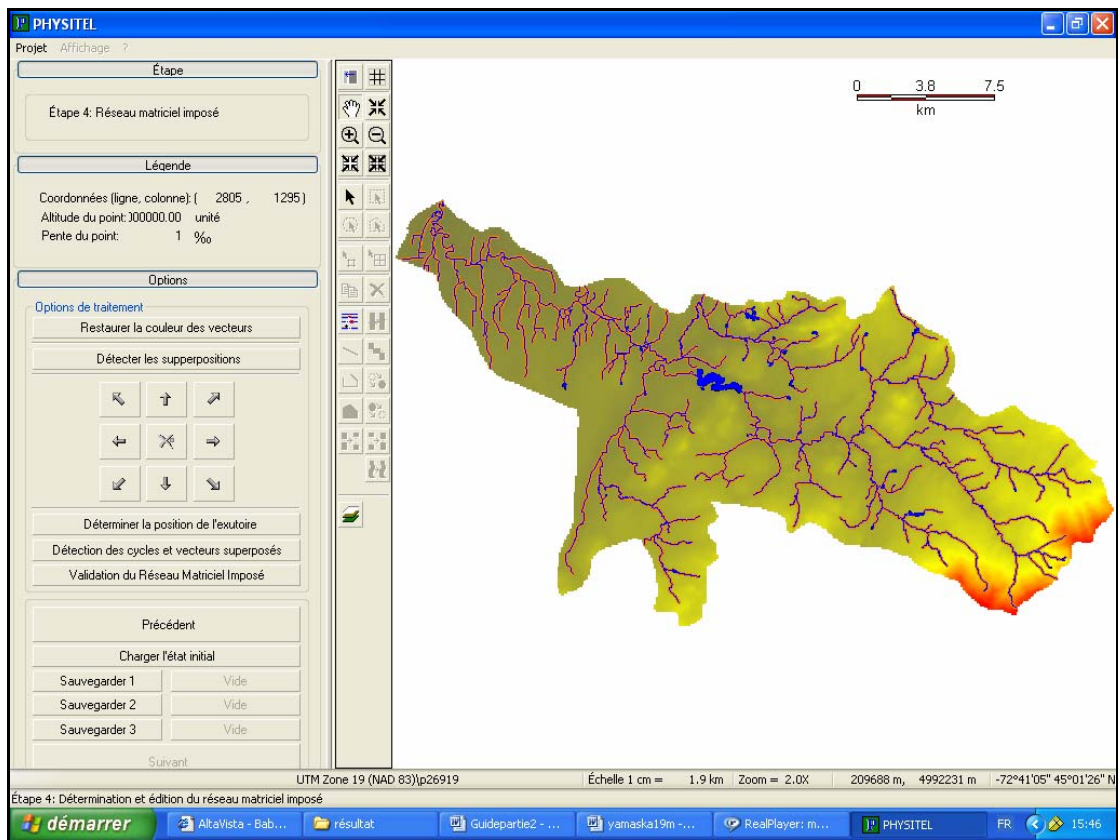 PHYSITEL
Projet Affichage ?
Étape
Étape 4: Réseau matriciel imposé
Légende
Coordonnées (ligne, colonne): ( 2805 , 1295)
Altitude du point: 000000.00 unité
Pente du point: 1 ‰
Options
Options de traitement
Restaurer la couleur des vecteurs
Détecter les supperpositions
Déterminer la position de l'exutoire
Détection des cycles et vecteurs superposés
Validation du Réseau Matriciel Imposé
Précédent
Charger l'état initial
Sauvegarder 1 Vide
Sauvegarder 2 Vide
Sauvegarder 3 Vide
Suivant
0 3.8 7.5
km
UTM Zone 19 (NAD 83)\p26919 Échelle 1 cm = 1.9 km Zoom = 2.0X 209688 m, 4992231 m -72°41'05" 45°01'26" N
Étape 4: Détermination et édition du réseau matriciel imposé
démarrer AltaVista - Bab... résultat Guidepartie2 - ... yamaska19m -... RealPlayer: m... PHYSITEL FR 15:46